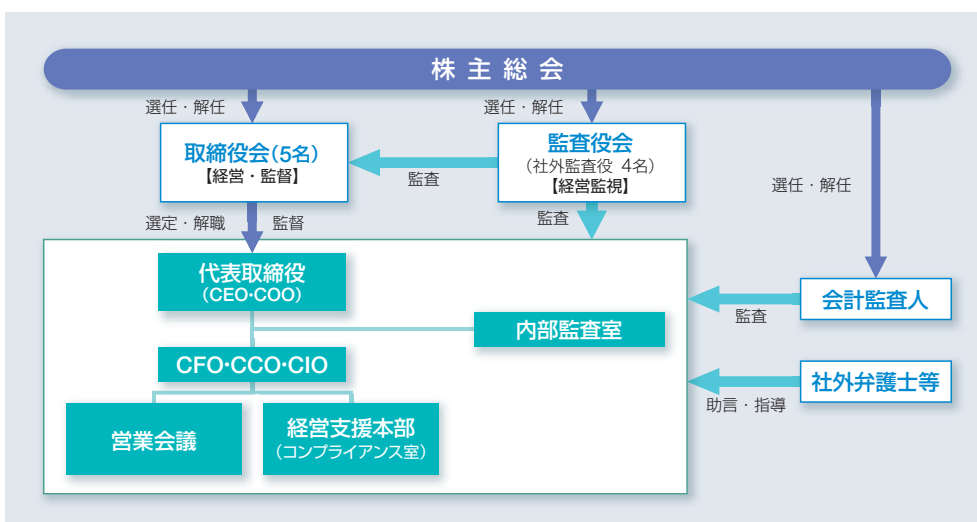 株主総会
選任・解任
選任・解任
取締役会(5名)
【経営・監督】
監査役会
(社外監査役 4名)
【経営監視】
監査
選任・解任
選定・解職
監督
監査
代表取締役
(CEO・COO)
会計監査人
監査
内部監査室
CFO・CCO・CIO
社外弁護士等
助言・指導
営業会議
経営支援本部
(コンプライアンス室)